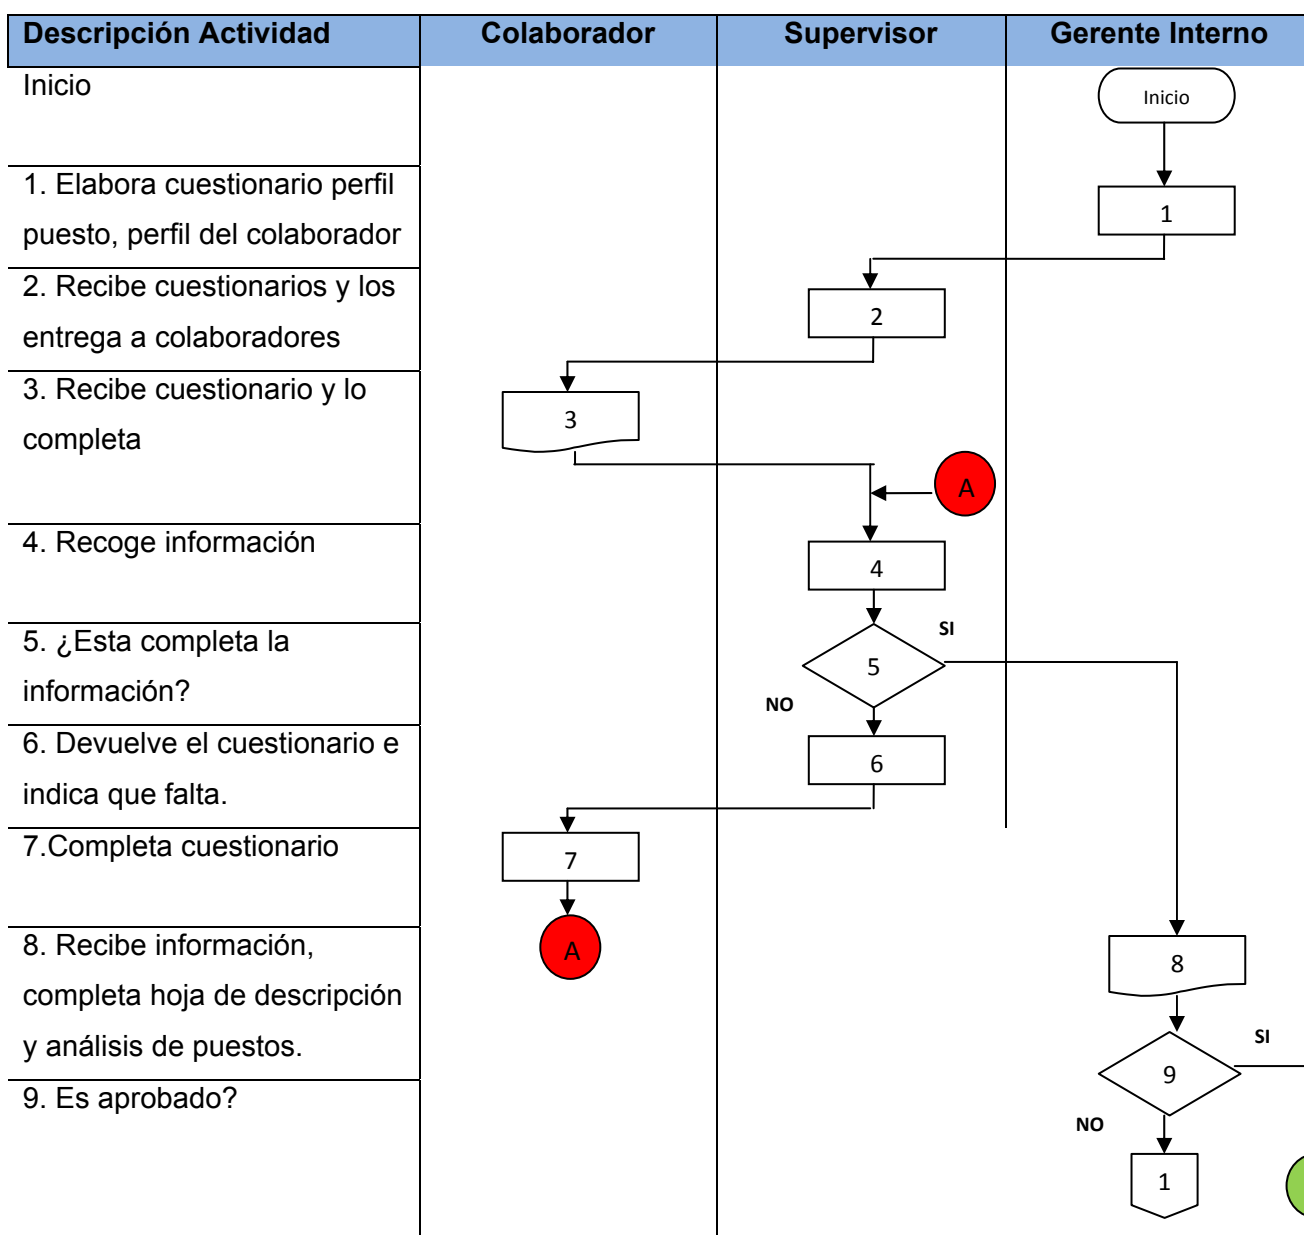 Descripción Actividad
Colaborador
Supervisor
Gerente Interno
Inicio
Inicio
1. Elabora cuestionario perfil
puesto, perfil del colaborador
1
2. Recibe cuestionarios y los
entrega a colaboradores
2
3. Recibe cuestionario y lo
completa
3
A
4. Recoge información
4
5. ¿Esta completa la
información?
SI
5
NO
6. Devuelve el cuestionario e
indica que falta.
6
7.Completa cuestionario
7
A
8. Recibe información,
completa hoja de descripción
y análisis de puestos.
8
9. Es aprobado?
SI
9
NO
1